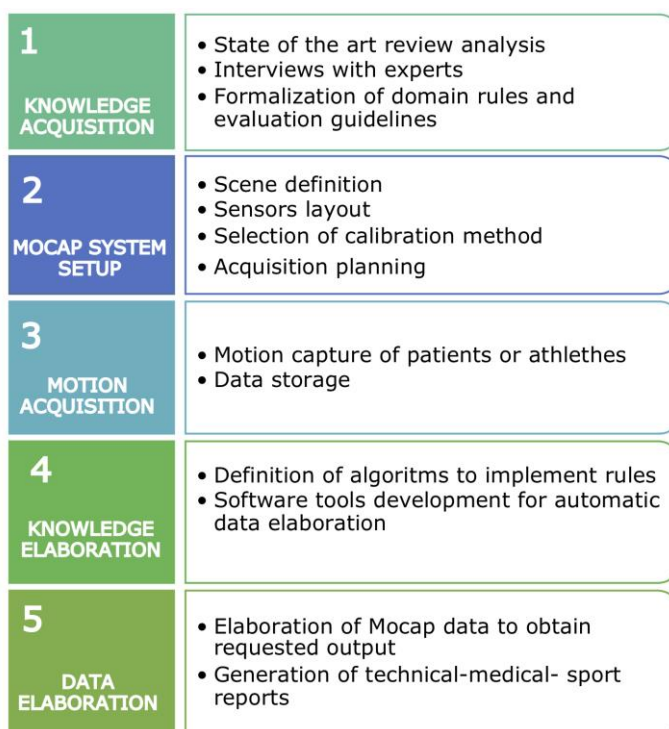 1
KNOWLEDGE
ACQUISITION
• State of the art review analysis
• Interviews with experts
• Formalization of domain rules and
evaluation guidelines
2
MOCAP SYSTEM
SETUP
• Scene definition
• Sensors layout
• Selection of calibration method
• Acquisition planning
3
MOTION
ACQUISITION
• Motion capture of patients or athlethes
• Data storage
4
KNOWLEDGE
ELABORATION
• Definition of algoritms to implement rules
• Software tools development for automatic
data elaboration
5
DATA
ELABORATION
• Elaboration of Mocap data to obtain
requested output
• Generation of technical-medical- sport
reports